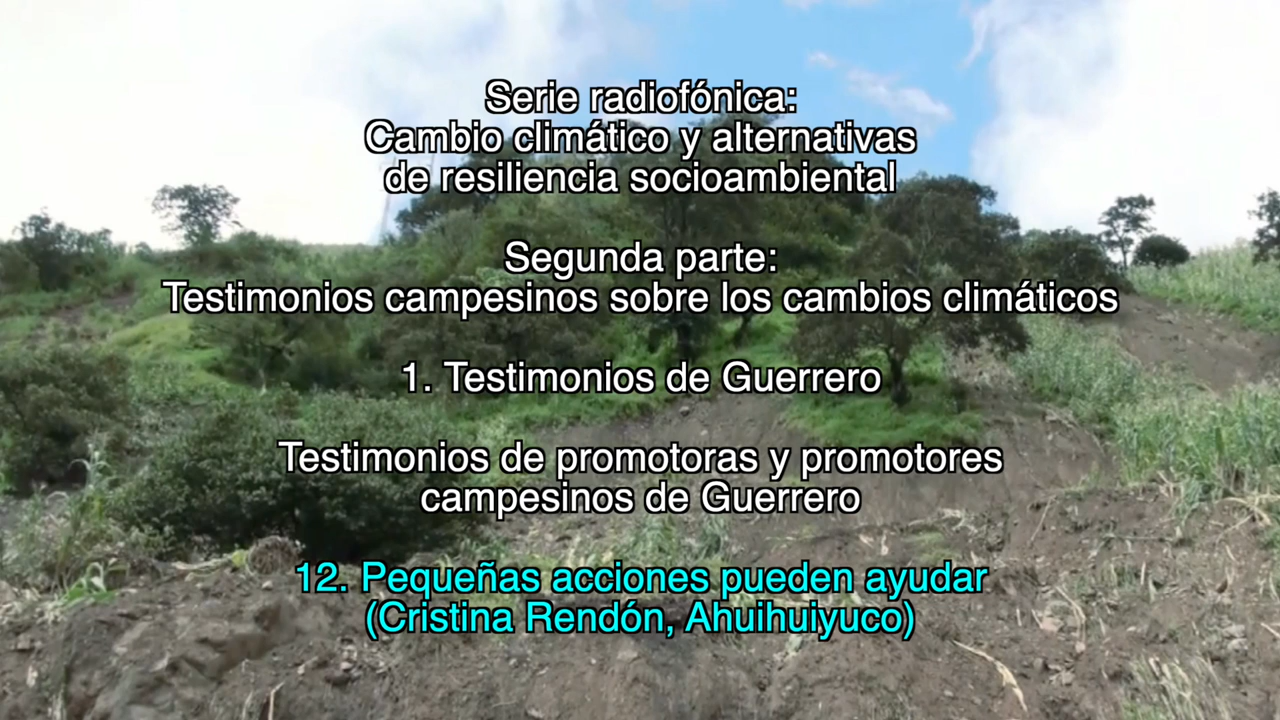 Serie radiofónica:
Cambio climático y alternativas
de resiliencia socioambiental
Segunda parte:
Testimonios campesinos sobre los cambios climáticos
1. Testimonios de Guerrero
Testimonios de promotoras y promotores
campesinos de Guerrero
12. Pequeñas acciones pueden ayudar
(Cristina Rendón, Ahuihuiyuco)